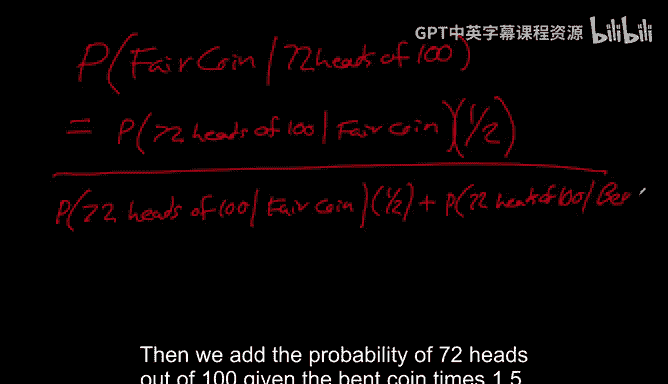 GPT中英字幕课程资源 bilibili
P(Fair Coin | 72 heads of 100)
= P(72 heads of 100 | Fair coin)(1/2)
P(72 heads of 100 | Fair coin)(1/2) + P(72 heads of 100 | Be
Then we add the probability of 72 heads
out of 100 given the bent coin times 1.5